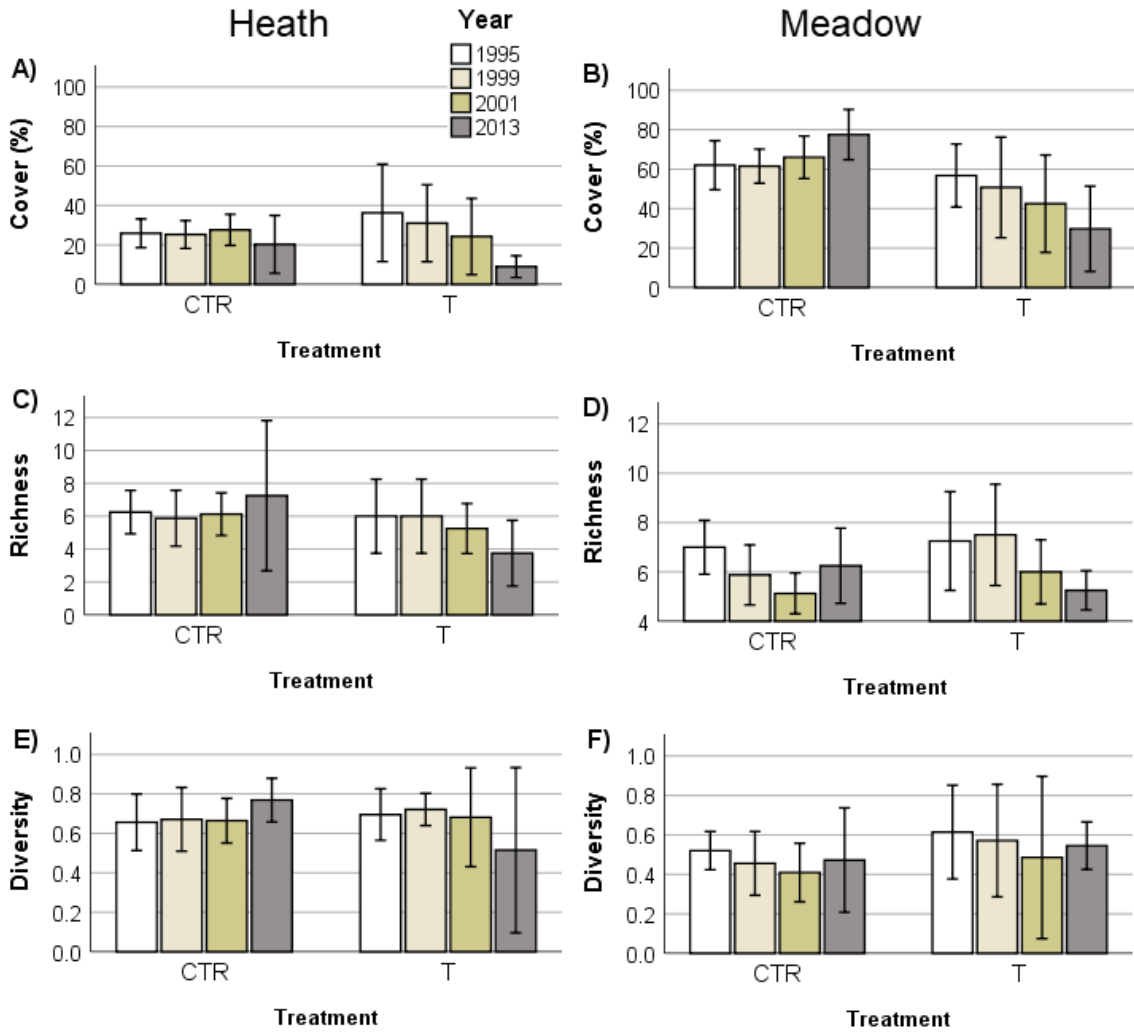 Heath
Meadow
Year
1995
1999
2001
2013
A)
Cover (%)
100
80
60
40
20
0
CTR
T
Treatment
B)
Cover (%)
100
80
60
40
20
0
CTR
T
Treatment
C)
Richness
12
10
8
6
4
2
0
CTR
T
Treatment
D)
Richness
12
10
8
6
4
CTR
T
Treatment
E)
Diversity
1.0
0.8
0.6
0.4
0.2
0.0
CTR
T
Treatment
F)
Diversity
1.0
0.8
0.6
0.4
0.2
0.0
CTR
T
Treatment